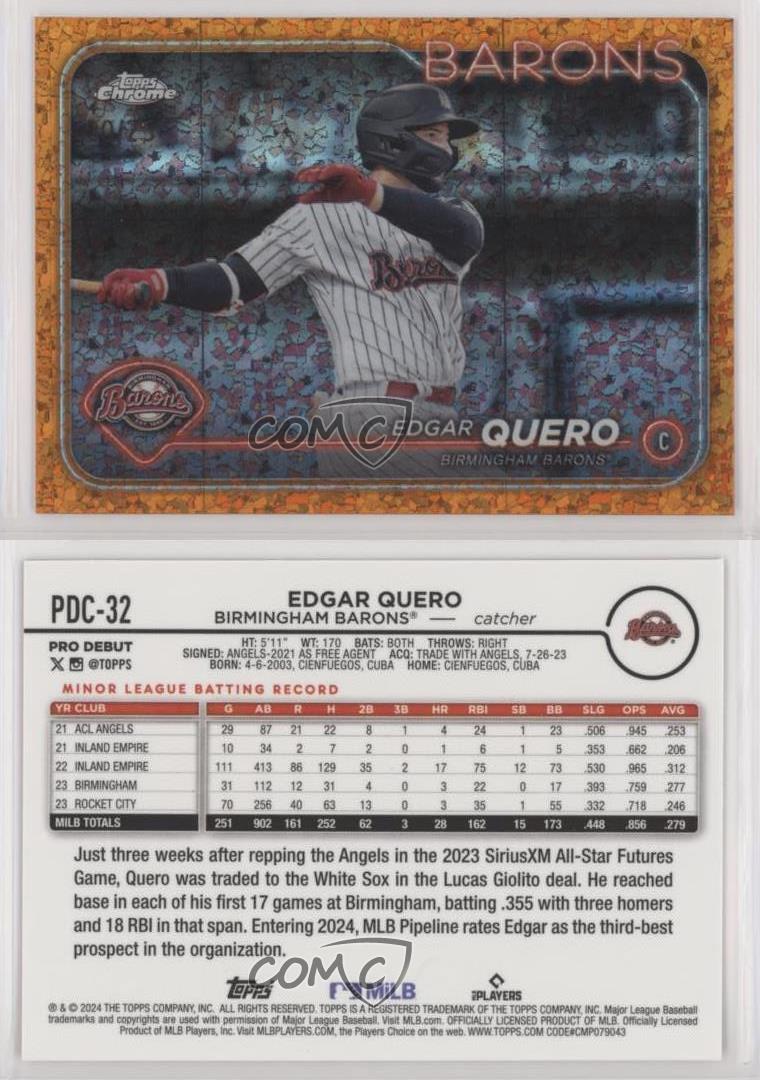 BARONS
Topps
Chrome
Barons
BIRMINGHAM
Barons
COMC
EDGAR QUERO
C
BIRMINGHAM BARONS®
PDC-32
EDGAR QUERO
BIRMINGHAM BARONS® — catcher
Barons
PRO DEBUT
X @TOPPS
HT: 5'11" WT: 170 BATS: BOTH THROWS: RIGHT
SIGNED: ANGELS-2021 AS FREE AGENT ACQ: TRADE WITH ANGELS, 7-26-23
BORN: 4-6-2003, CIENFUEGOS, CUBA HOME: CIENFUEGOS, CUBA
MINOR LEAGUE BATTING RECORD
YR CLUB G AB R H 2B 3B HR RBI SB BB SLG OPS AVG
21 ACL ANGELS 29 87 21 22 8 1 4 24 1 23 .506 .945 .253
21 INLAND EMPIRE 10 34 2 7 2 0 1 6 1 5 .353 .662 .206
22 INLAND EMPIRE 111 413 86 129 35 2 17 75 12 73 .530 .965 .312
23 BIRMINGHAM 31 112 12 31 4 0 3 22 0 17 .393 .759 .277
23 ROCKET CITY 70 256 40 63 13 0 3 35 1 55 .332 .718 .246
MILB TOTALS 251 902 161 252 62 3 28 162 15 173 .448 .856 .279
Just three weeks after repping the Angels in the 2023 SiriusXM All-Star Futures
Game, Quero was traded to the White Sox in the Lucas Giolito deal. He reached
base in each of his first 17 games at Birmingham, batting .355 with three homers
and 18 RBI in that span. Entering 2024, MLB Pipeline rates Edgar as the third-best
prospect in the organization.
COMC
Topps MiLB PLAYERS
® & © 2024 THE TOPPS COMPANY, INC. ALL RIGHTS RESERVED. TOPPS IS A REGISTERED TRADEMARK OF THE TOPPS COMPANY, INC. Major League Baseball
trademarks and copyrights are used with permission of Major League Baseball. Visit MLB.com. OFFICIALLY LICENSED PRODUCT OF MLB. Officially Licensed
Product of MLB Players, Inc. Visit MLBPLAYERS.COM, the Players Choice on the web. WWW.TOPPS.COM CODE#CMP079043